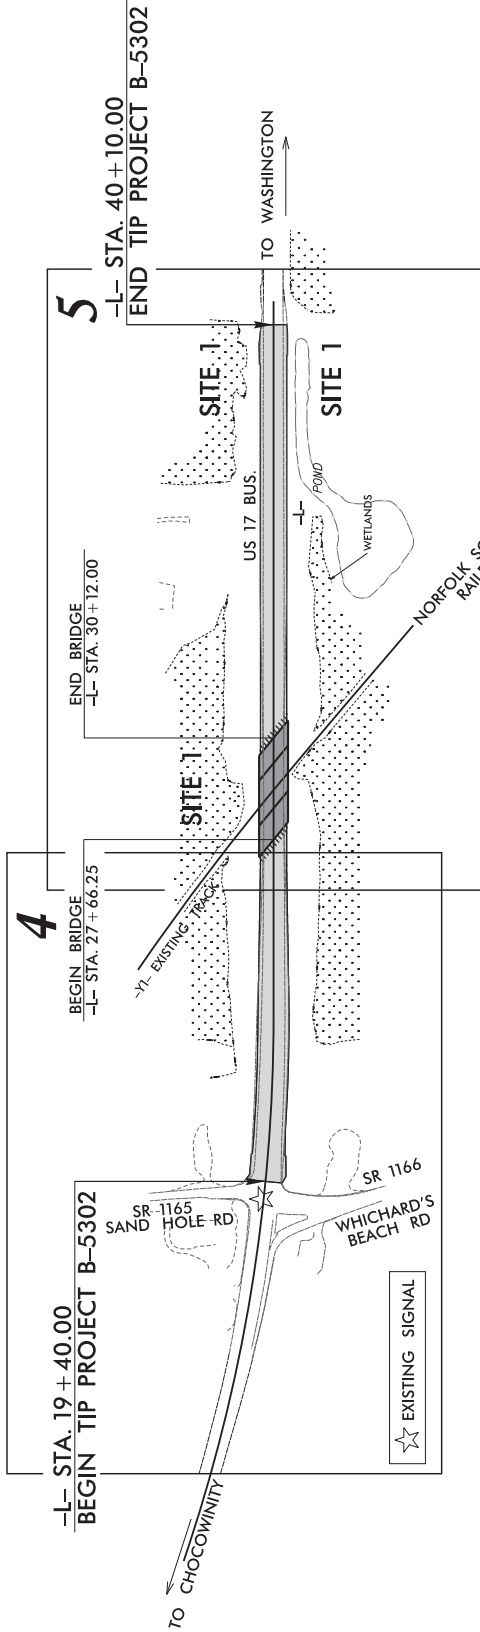 -L- STA. 19 + 40.00
BEGIN TIP PROJECT B-5302
4
BEGIN BRIDGE
-L- STA. 27 + 66.25
END BRIDGE
-L- STA. 30 + 12.00
5
-L- STA. 40 + 10.00
END TIP PROJECT B-5302
TO CHOCOWINITY
SR 1165
SAND HOLE RD
-Y1- EXISTING TRACK
SITE 1
SITE 1
US 17 BUS.
TO WASHINGTON
-L-
POND
SITE 1
WETLANDS
SR 1166
WHICHARD'S
BEACH RD
NORFOLK
EXISTING SIGNAL